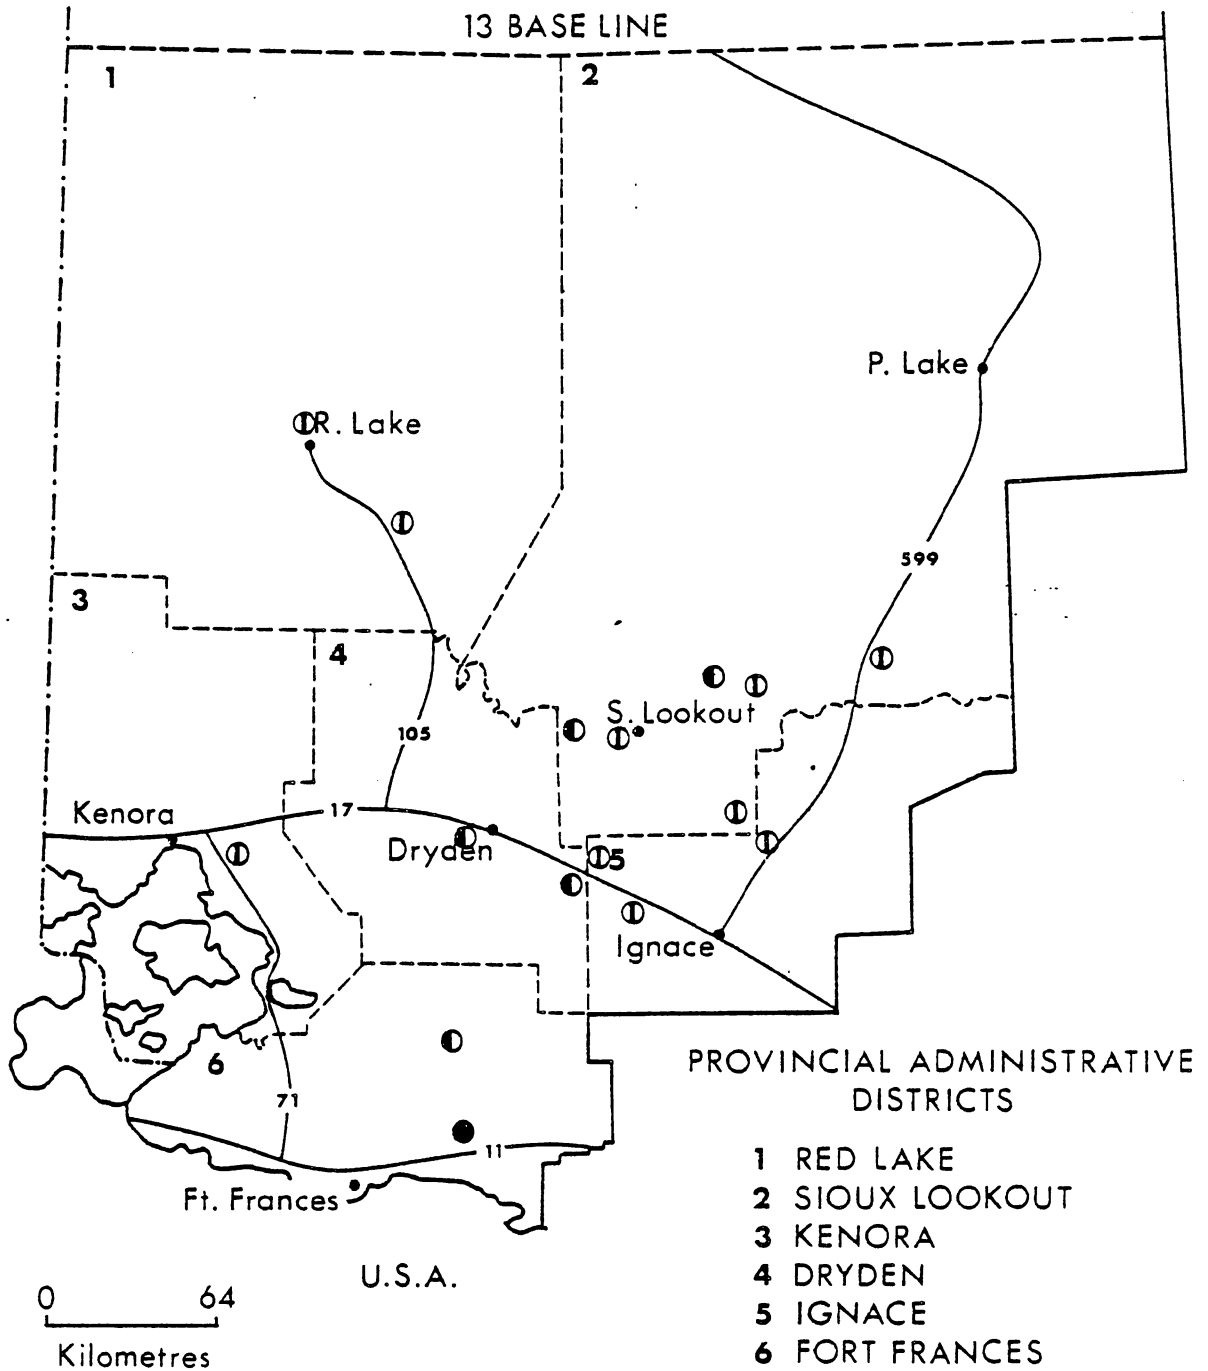 13 BASE LINE
1
2
P. Lake
R. Lake
599
3
4
S. Lookout
105
Kenora
17
Dryden
5
Ignace
6
71
11
Ft. Frances
U.S.A.
0 64
Kilometres
PROVINCIAL ADMINISTRATIVE
DISTRICTS
1 RED LAKE
2 SIOUX LOOKOUT
3 KENORA
4 DRYDEN
5 IGNACE
6 FORT FRANCES